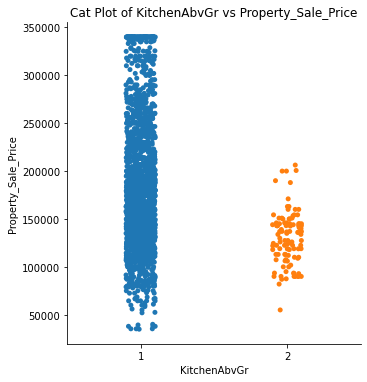 Cat Plot of KitchenAbvGr vs Property_Sale_Price
350000
300000
250000
200000
150000
100000
50000
Property_Sale_Price
1 2
KitchenAbvGr